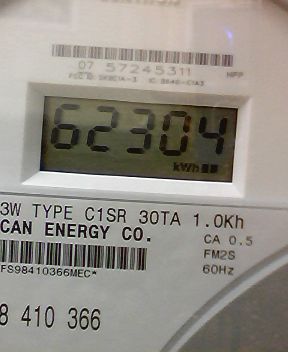 07 57245311
NPP
62304
kWh
3W TYPE C1SR 30TA 1.0Kh
CAN ENERGY CO.
CA 0.5
FM2S
60Hz
FS98410366MEC*
8 410 366